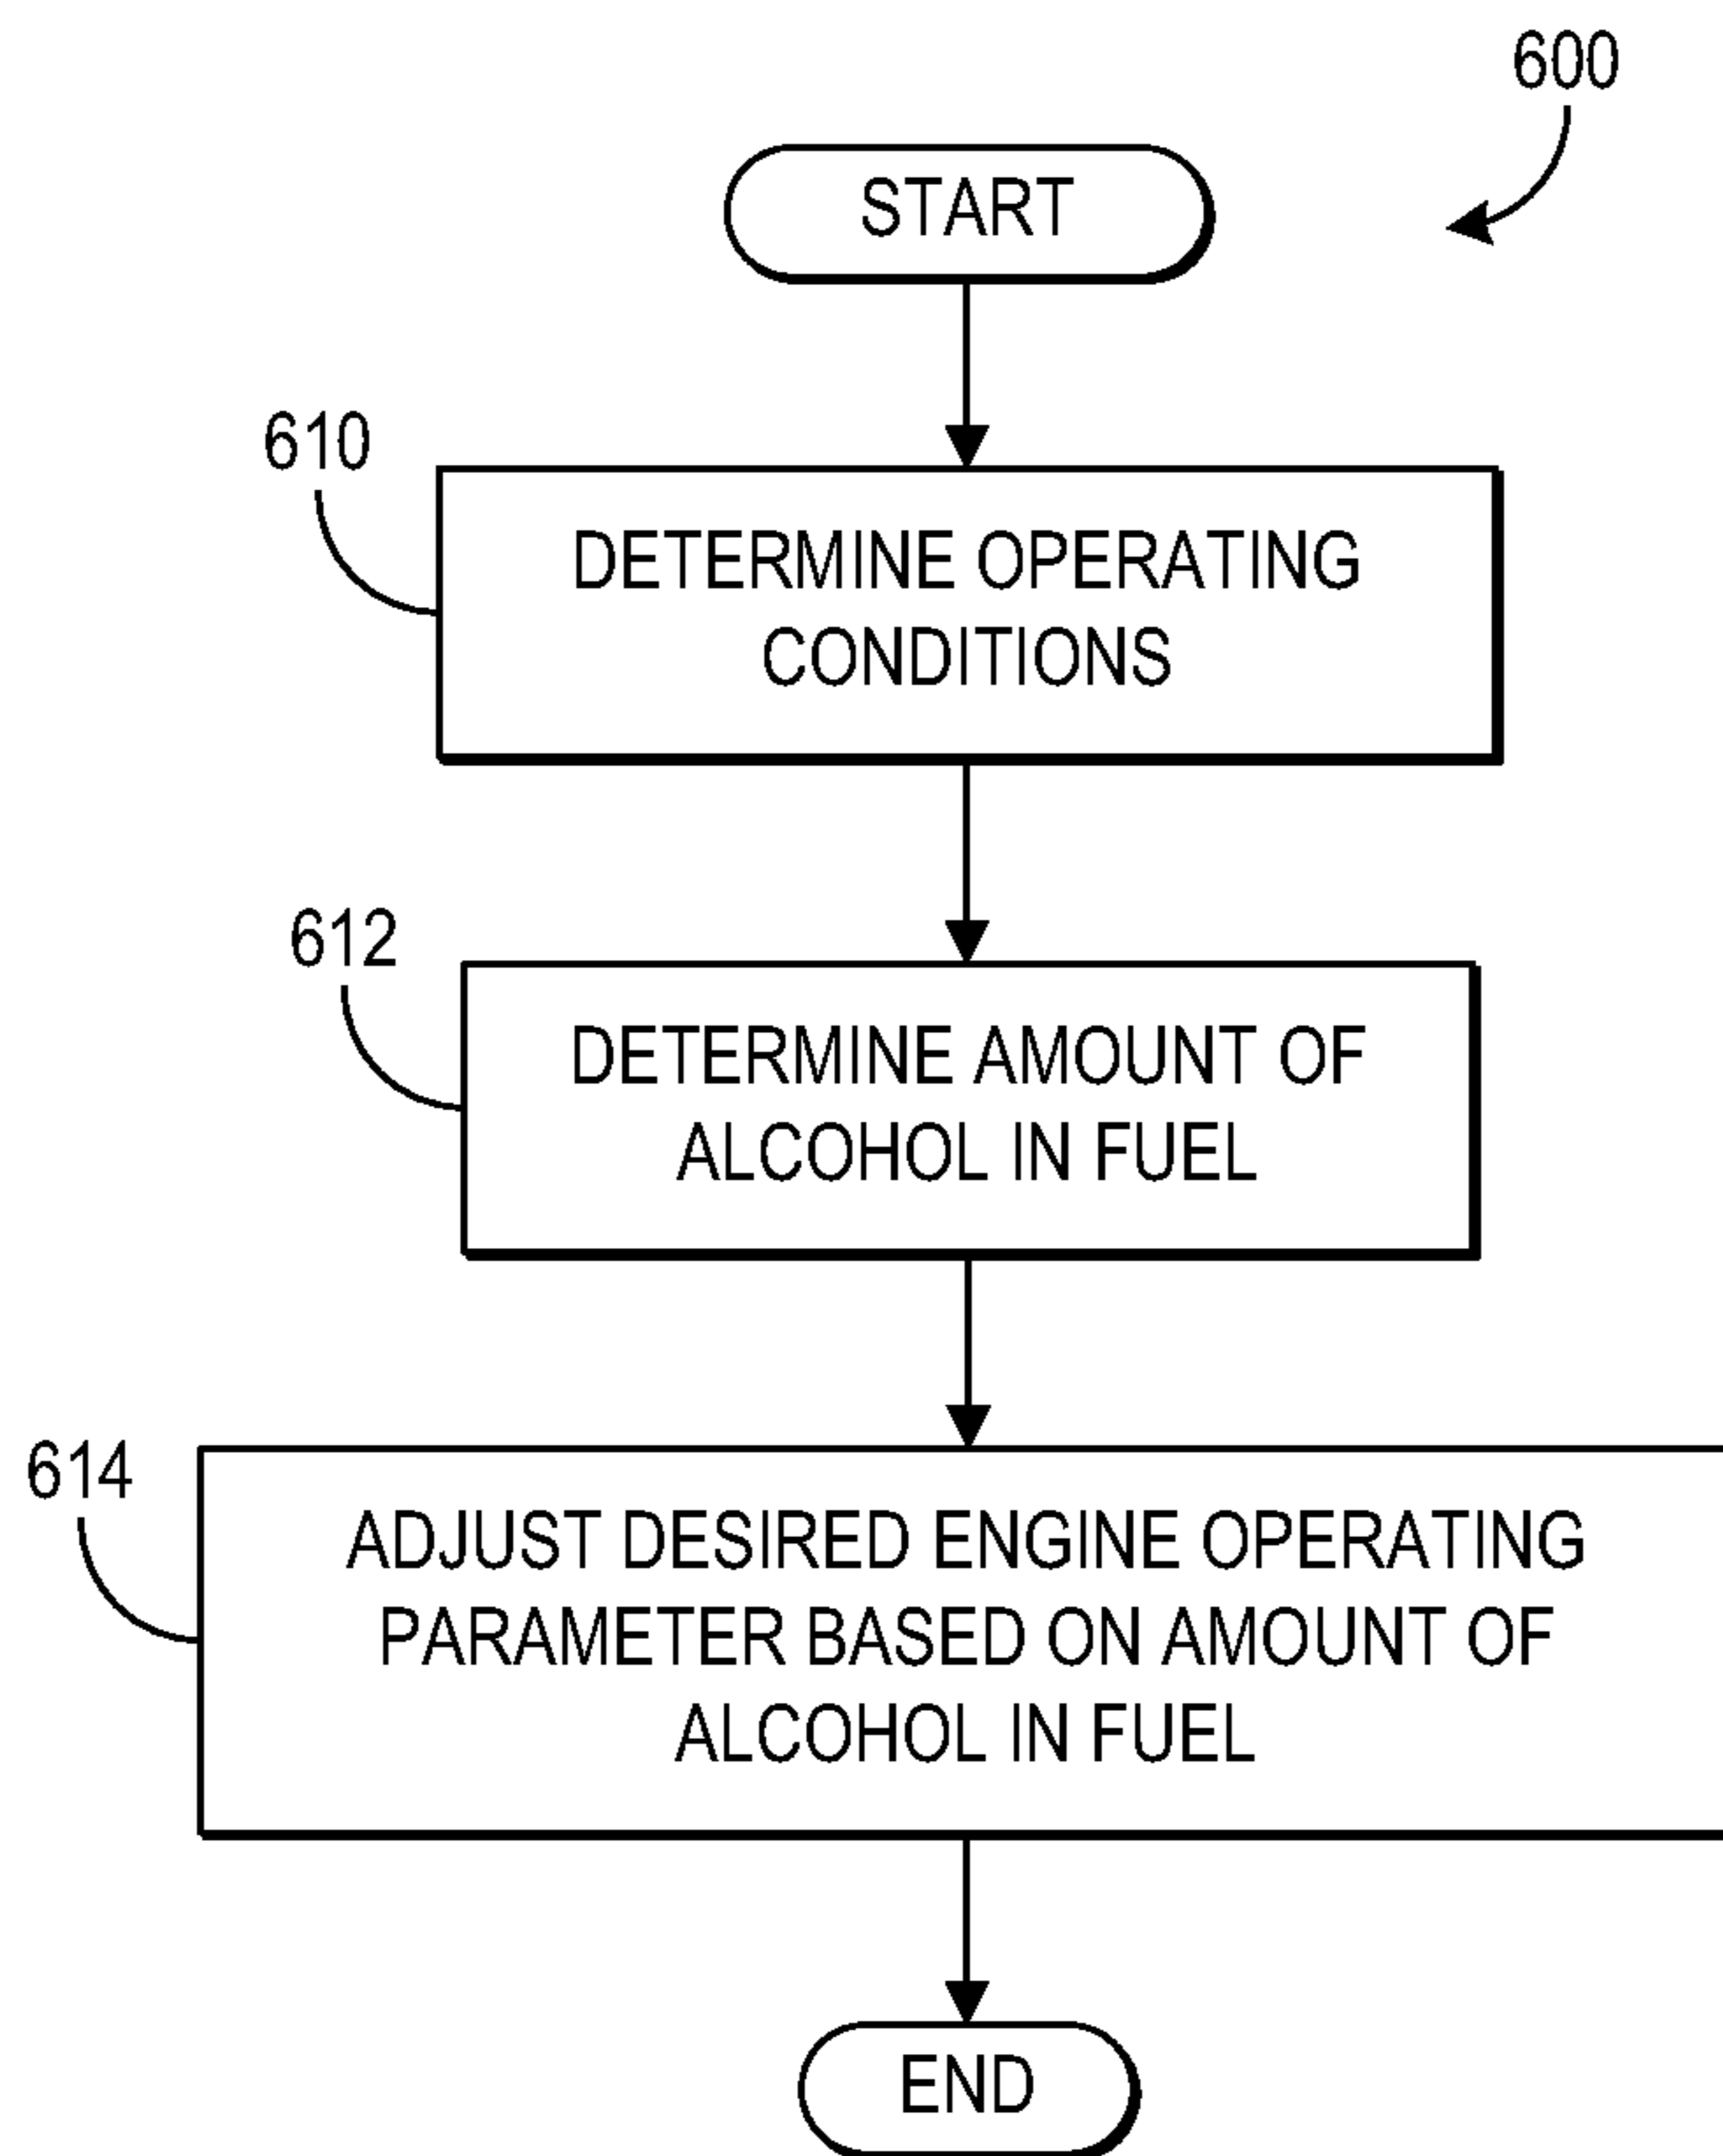 600
START
610
DETERMINE OPERATING
CONDITIONS
612
DETERMINE AMOUNT OF
ALCOHOL IN FUEL
614
ADJUST DESIRED ENGINE OPERATING
PARAMETER BASED ON AMOUNT OF
ALCOHOL IN FUEL
END